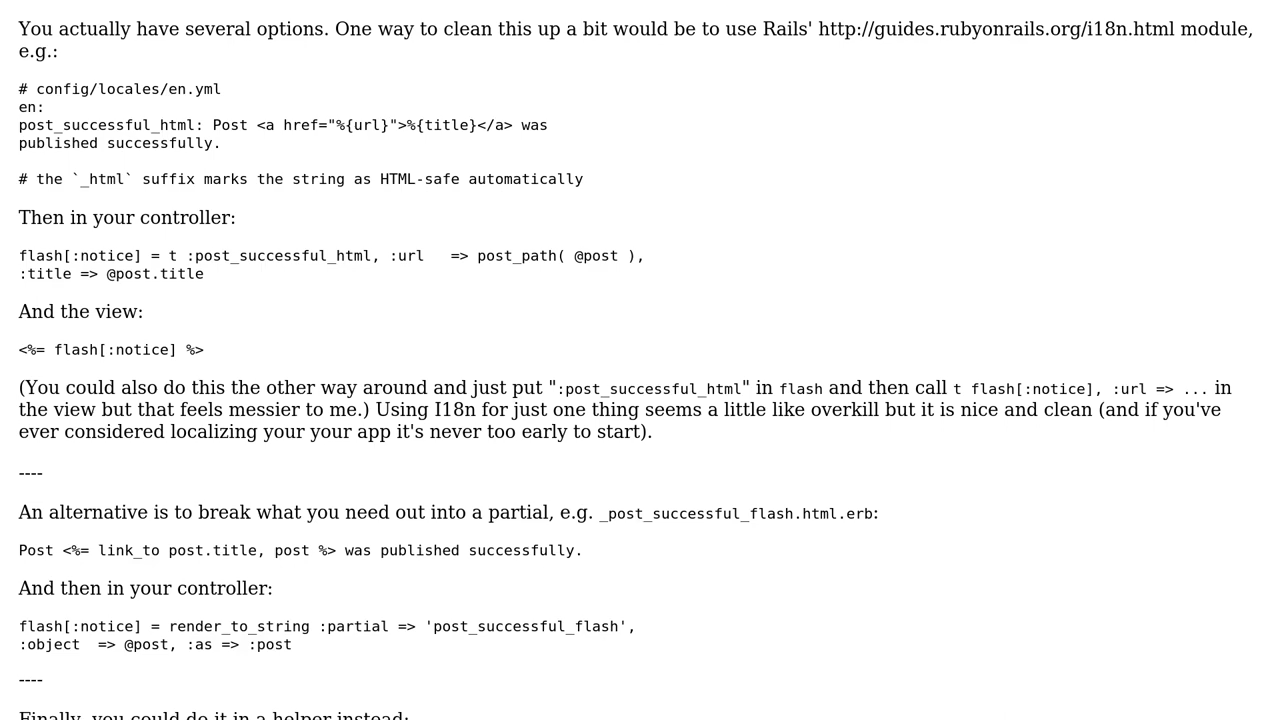 You actually have several options. One way to clean this up a bit would be to use Rails' http://guides.rubyonrails.org/i18n.html module,
e.g.:
# config/locales/en.yml
en:
post_successful_html: Post <a href="%{url}">%{title}</a> was
published successfully.
# the `_html` suffix marks the string as HTML-safe automatically
Then in your controller:
flash[:notice] = t :post_successful_html, :url   => post_path( @post ),
:title => @post.title
And the view:
<%= flash[:notice] %>
(You could also do this the other way around and just put ":post_successful_html" in flash and then call t flash[:notice], :url => ... in
the view but that feels messier to me.) Using I18n for just one thing seems a little like overkill but it is nice and clean (and if you've
ever considered localizing your your app it's never too early to start).
----
An alternative is to break what you need out into a partial, e.g. _post_successful_flash.html.erb:
Post <%= link_to post.title, post %> was published successfully.
And then in your controller:
flash[:notice] = render_to_string :partial => 'post_successful_flash',
:object  => @post, :as => :post
----
Finally, you could do it in a helper instead: